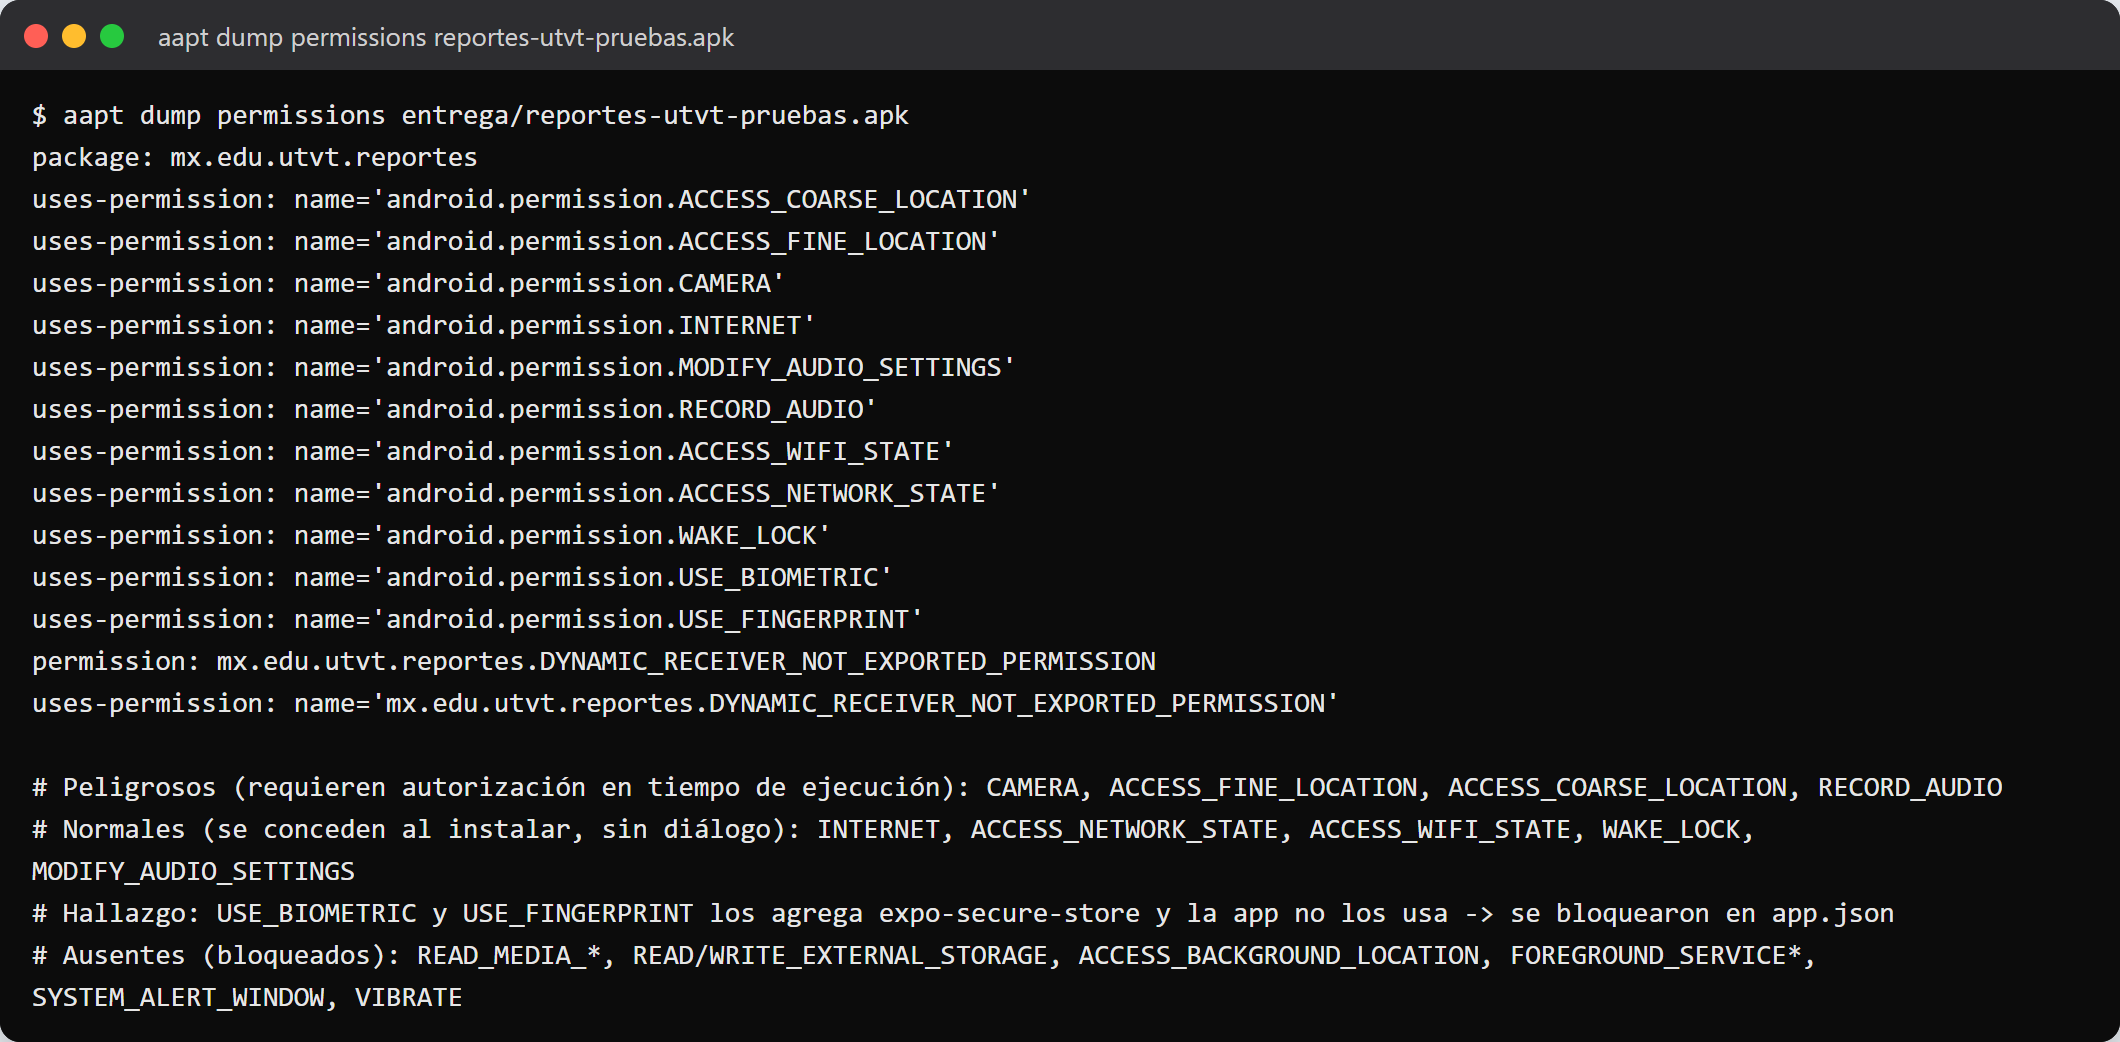 aapt dump permissions reportes-utvt-pruebas.apk
$ aapt dump permissions entrega/reportes-utvt-pruebas.apk
package: mx.edu.utvt.reportes
uses-permission: name='android.permission.ACCESS_COARSE_LOCATION'
uses-permission: name='android.permission.ACCESS_FINE_LOCATION'
uses-permission: name='android.permission.CAMERA'
uses-permission: name='android.permission.INTERNET'
uses-permission: name='android.permission.MODIFY_AUDIO_SETTINGS'
uses-permission: name='android.permission.RECORD_AUDIO'
uses-permission: name='android.permission.ACCESS_WIFI_STATE'
uses-permission: name='android.permission.ACCESS_NETWORK_STATE'
uses-permission: name='android.permission.WAKE_LOCK'
uses-permission: name='android.permission.USE_BIOMETRIC'
uses-permission: name='android.permission.USE_FINGERPRINT'
permission: mx.edu.utvt.reportes.DYNAMIC_RECEIVER_NOT_EXPORTED_PERMISSION
uses-permission: name='mx.edu.utvt.reportes.DYNAMIC_RECEIVER_NOT_EXPORTED_PERMISSION'
# Peligrosos (requieren autorización en tiempo de ejecución): CAMERA, ACCESS_FINE_LOCATION, ACCESS_COARSE_LOCATION, RECORD_AUDIO
# Normales (se conceden al instalar, sin diálogo): INTERNET, ACCESS_NETWORK_STATE, ACCESS_WIFI_STATE, WAKE_LOCK,
MODIFY_AUDIO_SETTINGS
# Hallazgo: USE_BIOMETRIC y USE_FINGERPRINT los agrega expo-secure-store y la app no los usa -> se bloquearon en app.json
# Ausentes (bloqueados): READ_MEDIA_*, READ/WRITE_EXTERNAL_STORAGE, ACCESS_BACKGROUND_LOCATION, FOREGROUND_SERVICE*,
SYSTEM_ALERT_WINDOW, VIBRATE